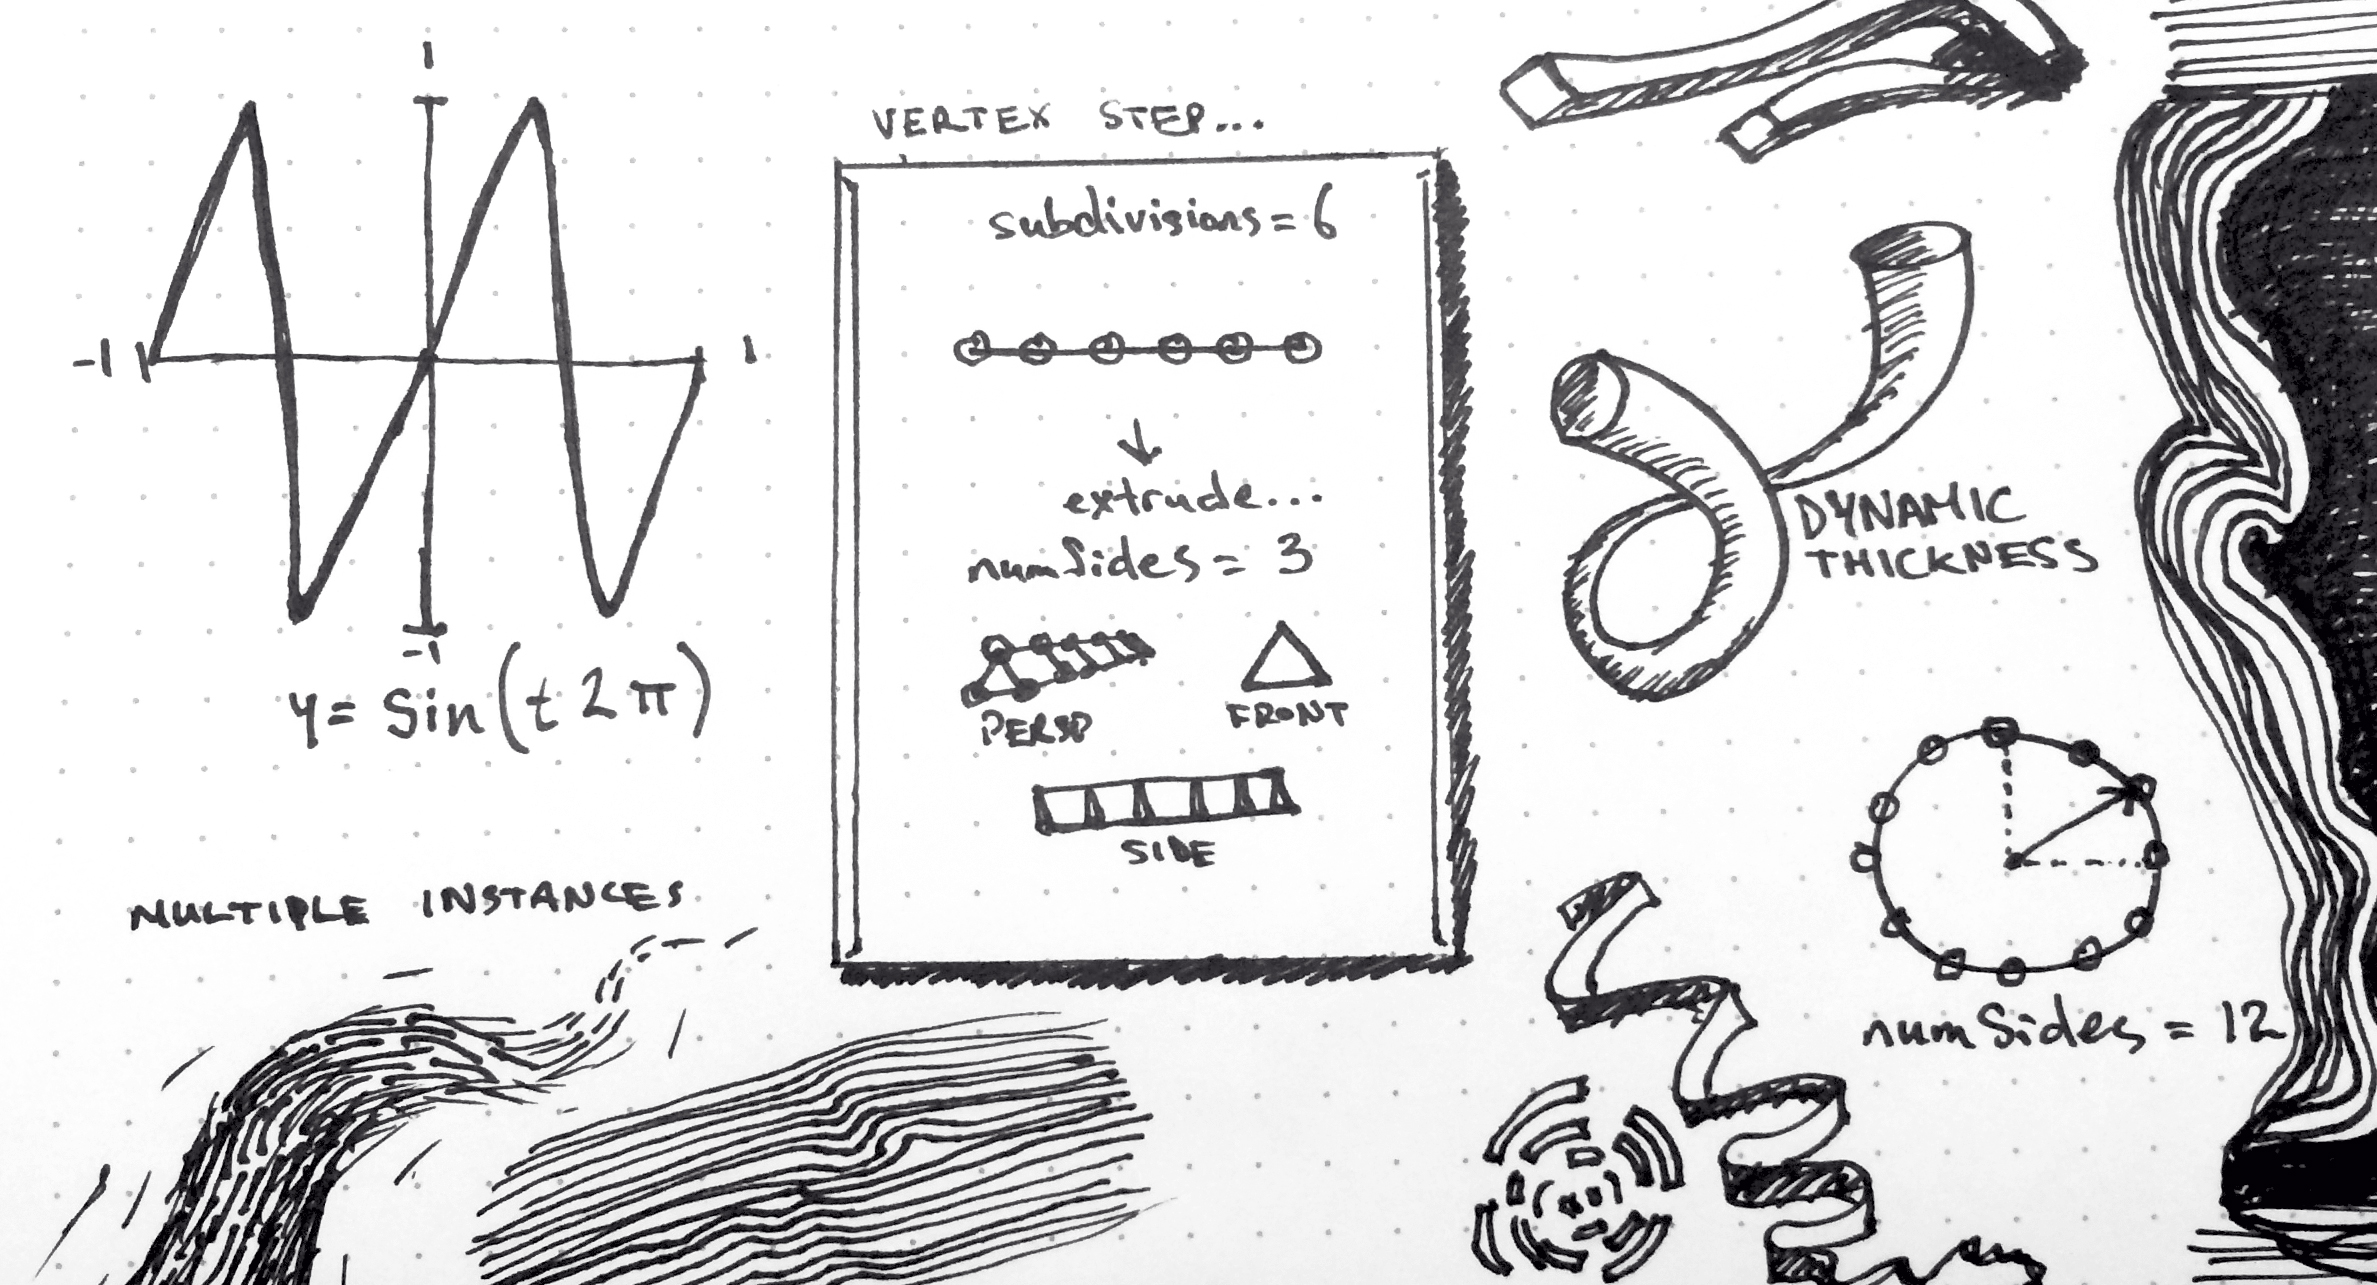 1
-1
1
-1
y = sin(t 2 π)
VERTEX STEP...
subdivisions = 6
extrude...
numSides = 3
PERSP
FRONT
SIDE
DYNAMIC
THICKNESS
numSides = 12
MULTIPLE INSTANCES